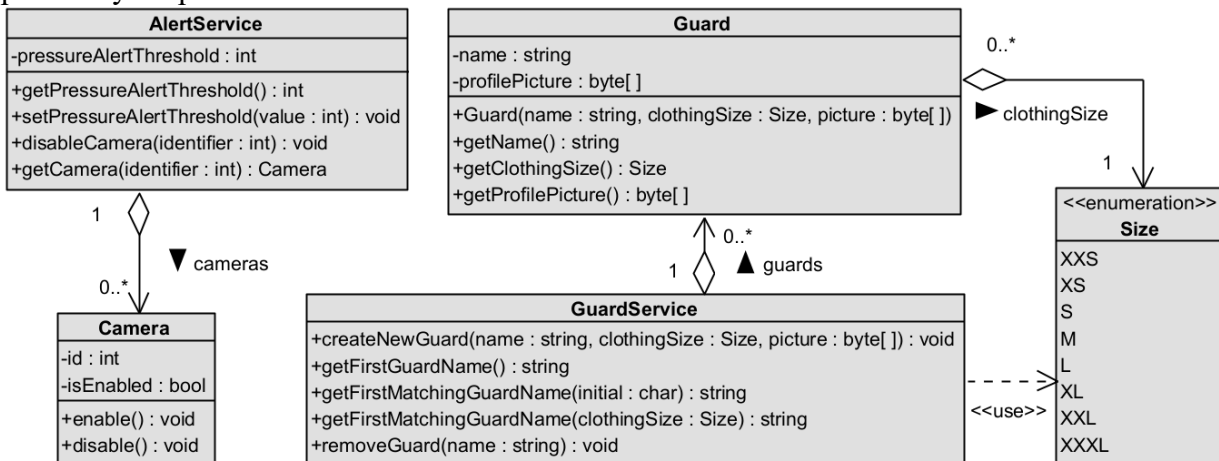 AlertService
-pressureAlertThreshold : int
+getPressureAlertThreshold() : int
+setPressureAlertThreshold(value : int) : void
+disableCamera(identifier : int) : void
+getCamera(identifier : int) : Camera
Guard
-name : string
-profilePicture : byte[ ]
+Guard(name : string, clothingSize : Size, picture : byte[ ])
+getName() : string
+getClothingSize() : Size
+getProfilePicture() : byte[ ]
0..*
clothingSize
1
1
cameras
0..*
0..*
1
guards
<<enumeration>>
Size
XXS
XS
S
M
L
XL
XXL
XXXL
Camera
-id : int
-isEnabled : bool
+enable() : void
+disable() : void
GuardService
+createNewGuard(name : string, clothingSize : Size, picture : byte[ ]) : void
+getFirstGuardName() : string
+getFirstMatchingGuardName(initial : char) : string
+getFirstMatchingGuardName(clothingSize : Size) : string
+removeGuard(name : string) : void
<<use>>